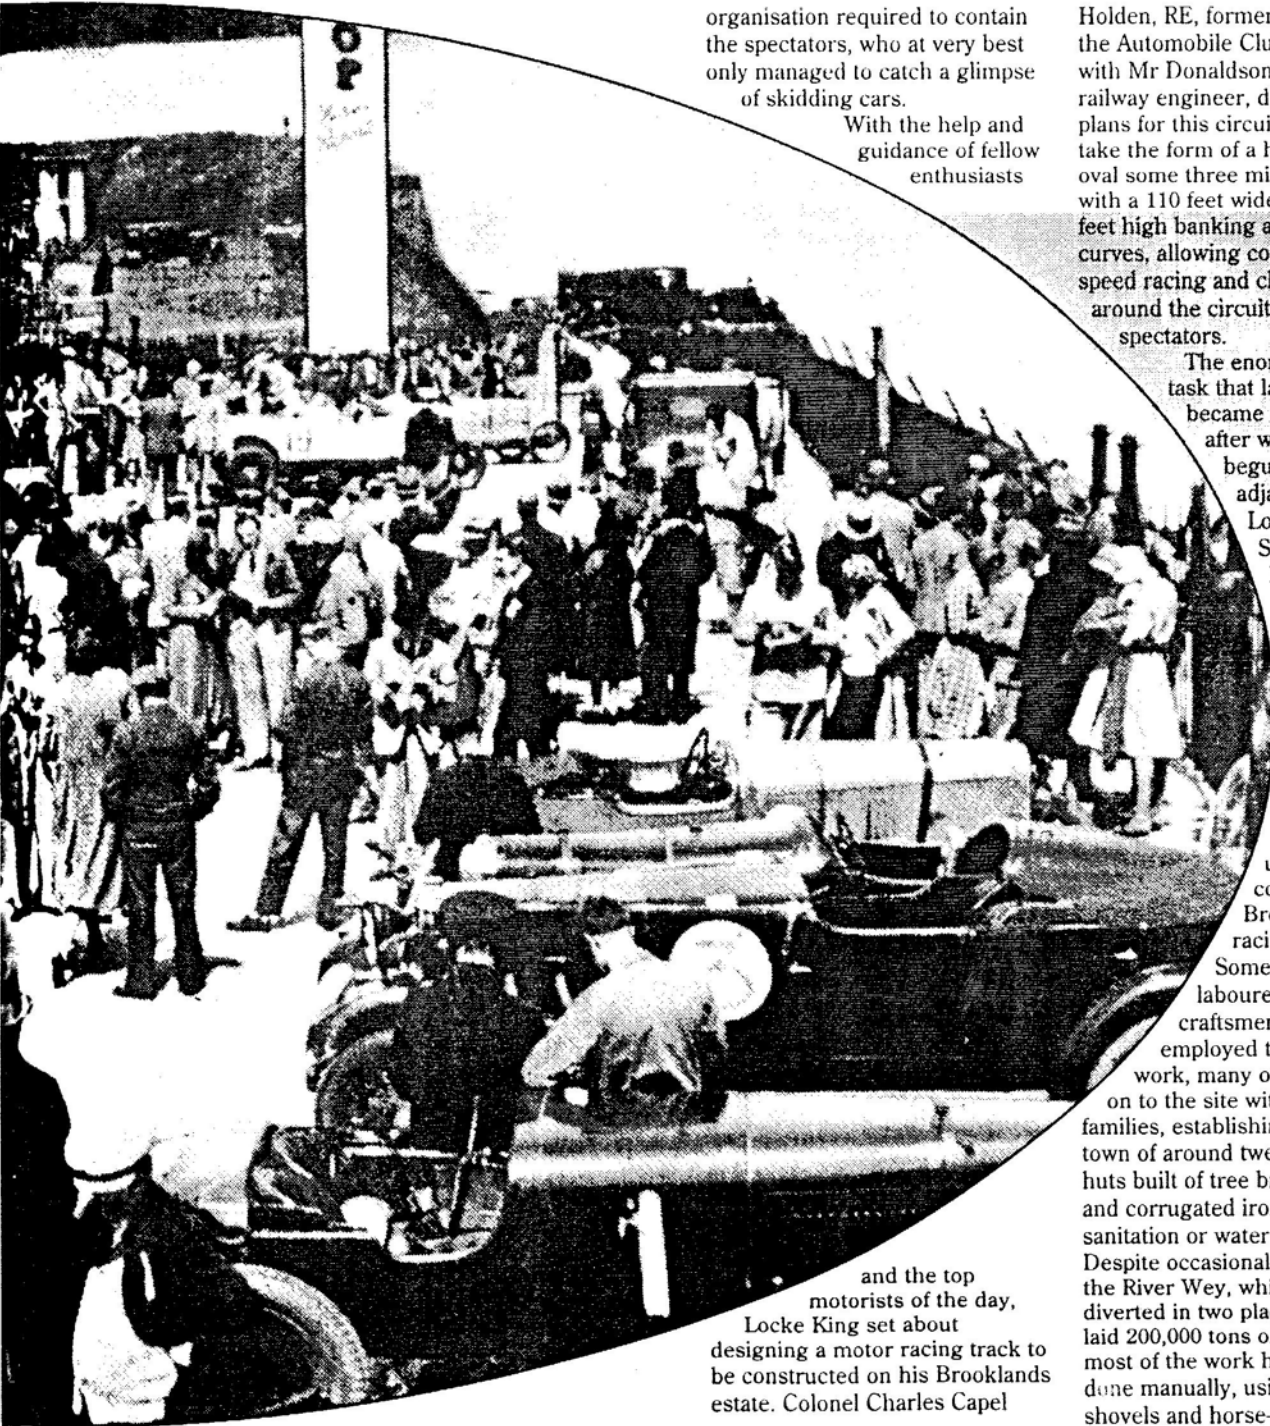 organisation required to contain
the spectators, who at very best
only managed to catch a glimpse
of skidding cars.
With the help and
guidance of fellow
enthusiasts
and the top
motorists of the day,
Locke King set about
designing a motor racing track to
be constructed on his Brooklands
estate. Colonel Charles Capel
Holden, RE, former
the Automobile Clu
with Mr Donaldson
railway engineer, d
plans for this circui
take the form of a h
oval some three mi
with a 110 feet wide
feet high banking a
curves, allowing co
speed racing and cl
around the circuit
spectators.
The enor
task that la
became
after w
begu
adja
Lo
S
u
co
Bro
raci
Some
laboure
craftsmen
employed t
work, many o
on to the site wit
families, establishin
town of around twe
huts built of tree b
and corrugated iro
sanitation or water
Despite occasional
the River Wey, whi
diverted in two pla
laid 200,000 tons o
most of the work h
done manually, usi
shovels and horse-